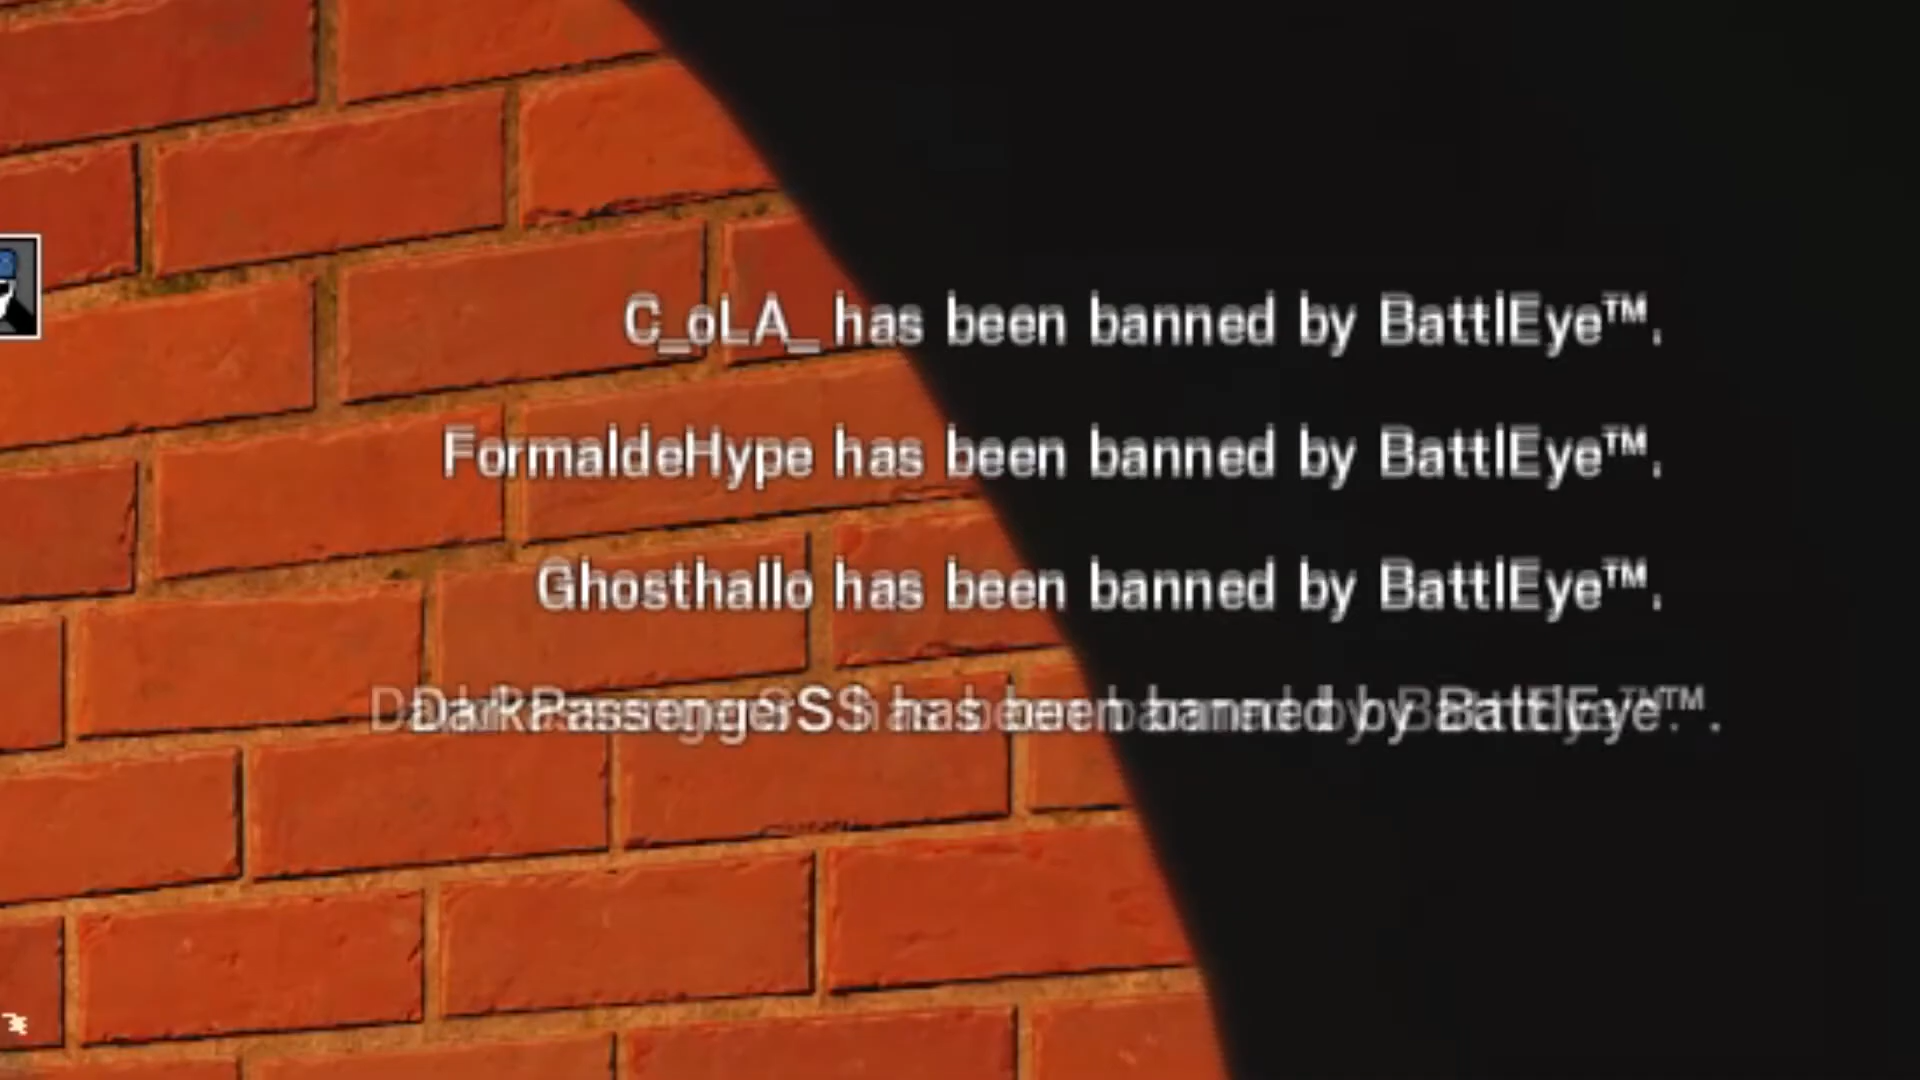 C_oLA_ has been banned by BattlEye™.
FormaldeHype has been banned by BattlEye™.
Ghosthallo has been banned by BattlEye™.
DarkPassengerSS has been banned by BattlEye™.